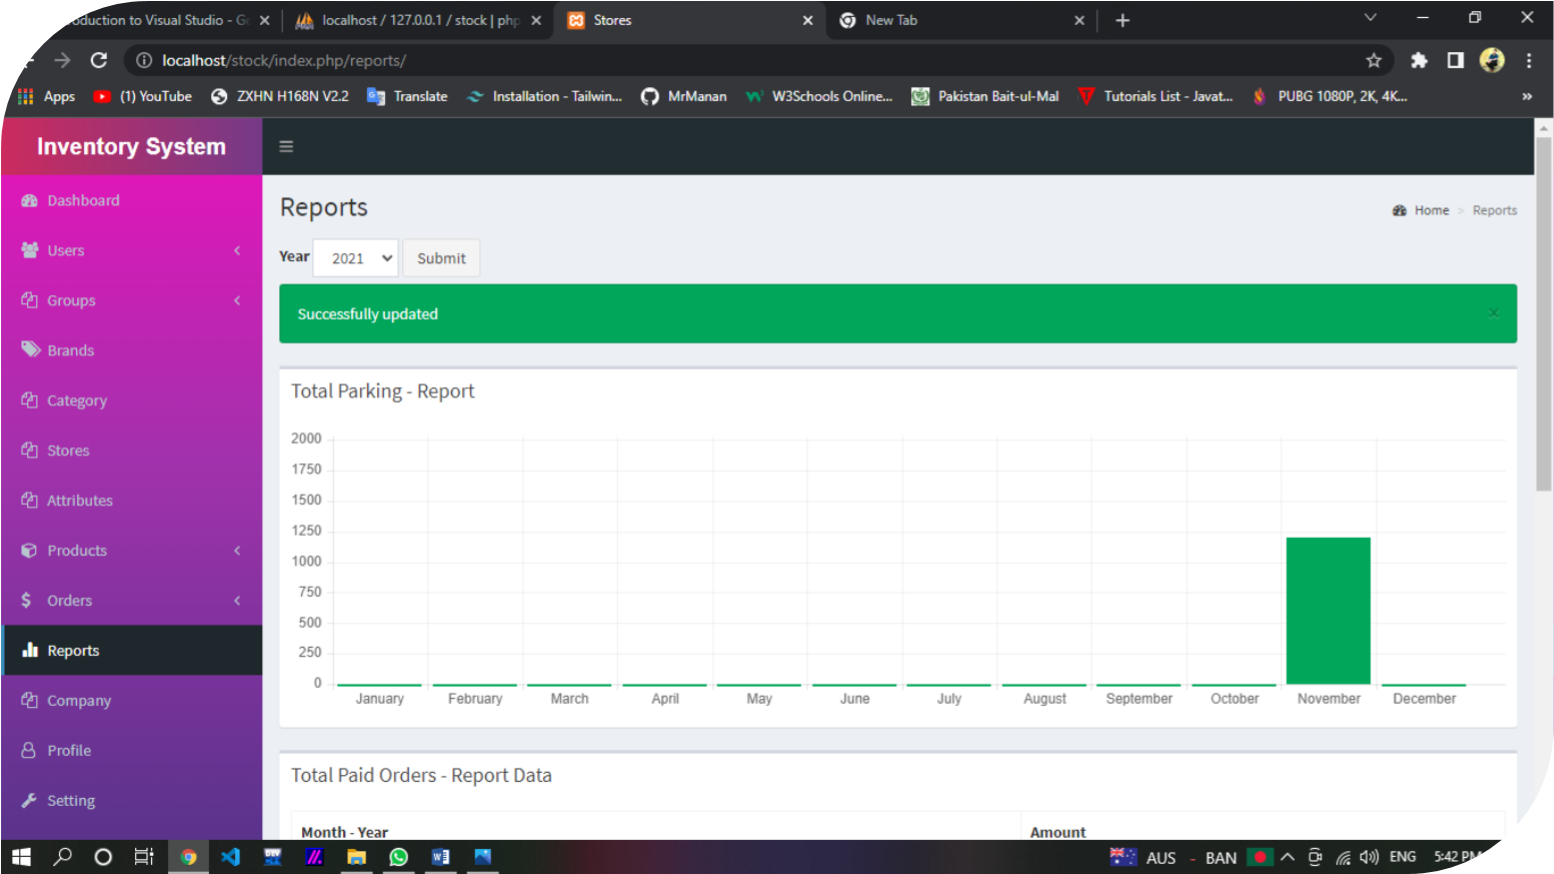 oduction to Visual Studio - Go
localhost / 127.0.0.1 / stock | php
Stores
New Tab
localhost/stock/index.php/reports/
Apps
(1) YouTube
ZXHN H168N V2.2
Translate
Installation - Tailwin...
MrManan
W3Schools Online...
Pakistan Bait-ul-Mal
Tutorials List - Javat...
PUBG 1080P, 2K, 4K...
»
Inventory System
Dashboard
Users
Groups
Brands
Category
Stores
Attributes
Products
Orders
Reports
Company
Profile
Setting
Reports
Home > Reports
Year 2021 Submit
Successfully updated ×
Total Parking - Report
2000
1750
1500
1250
1000
750
500
250
0
January February March April May June July August September October November December
Total Paid Orders - Report Data
Month - Year Amount
AUS - BAN
ENG
5:42 PM